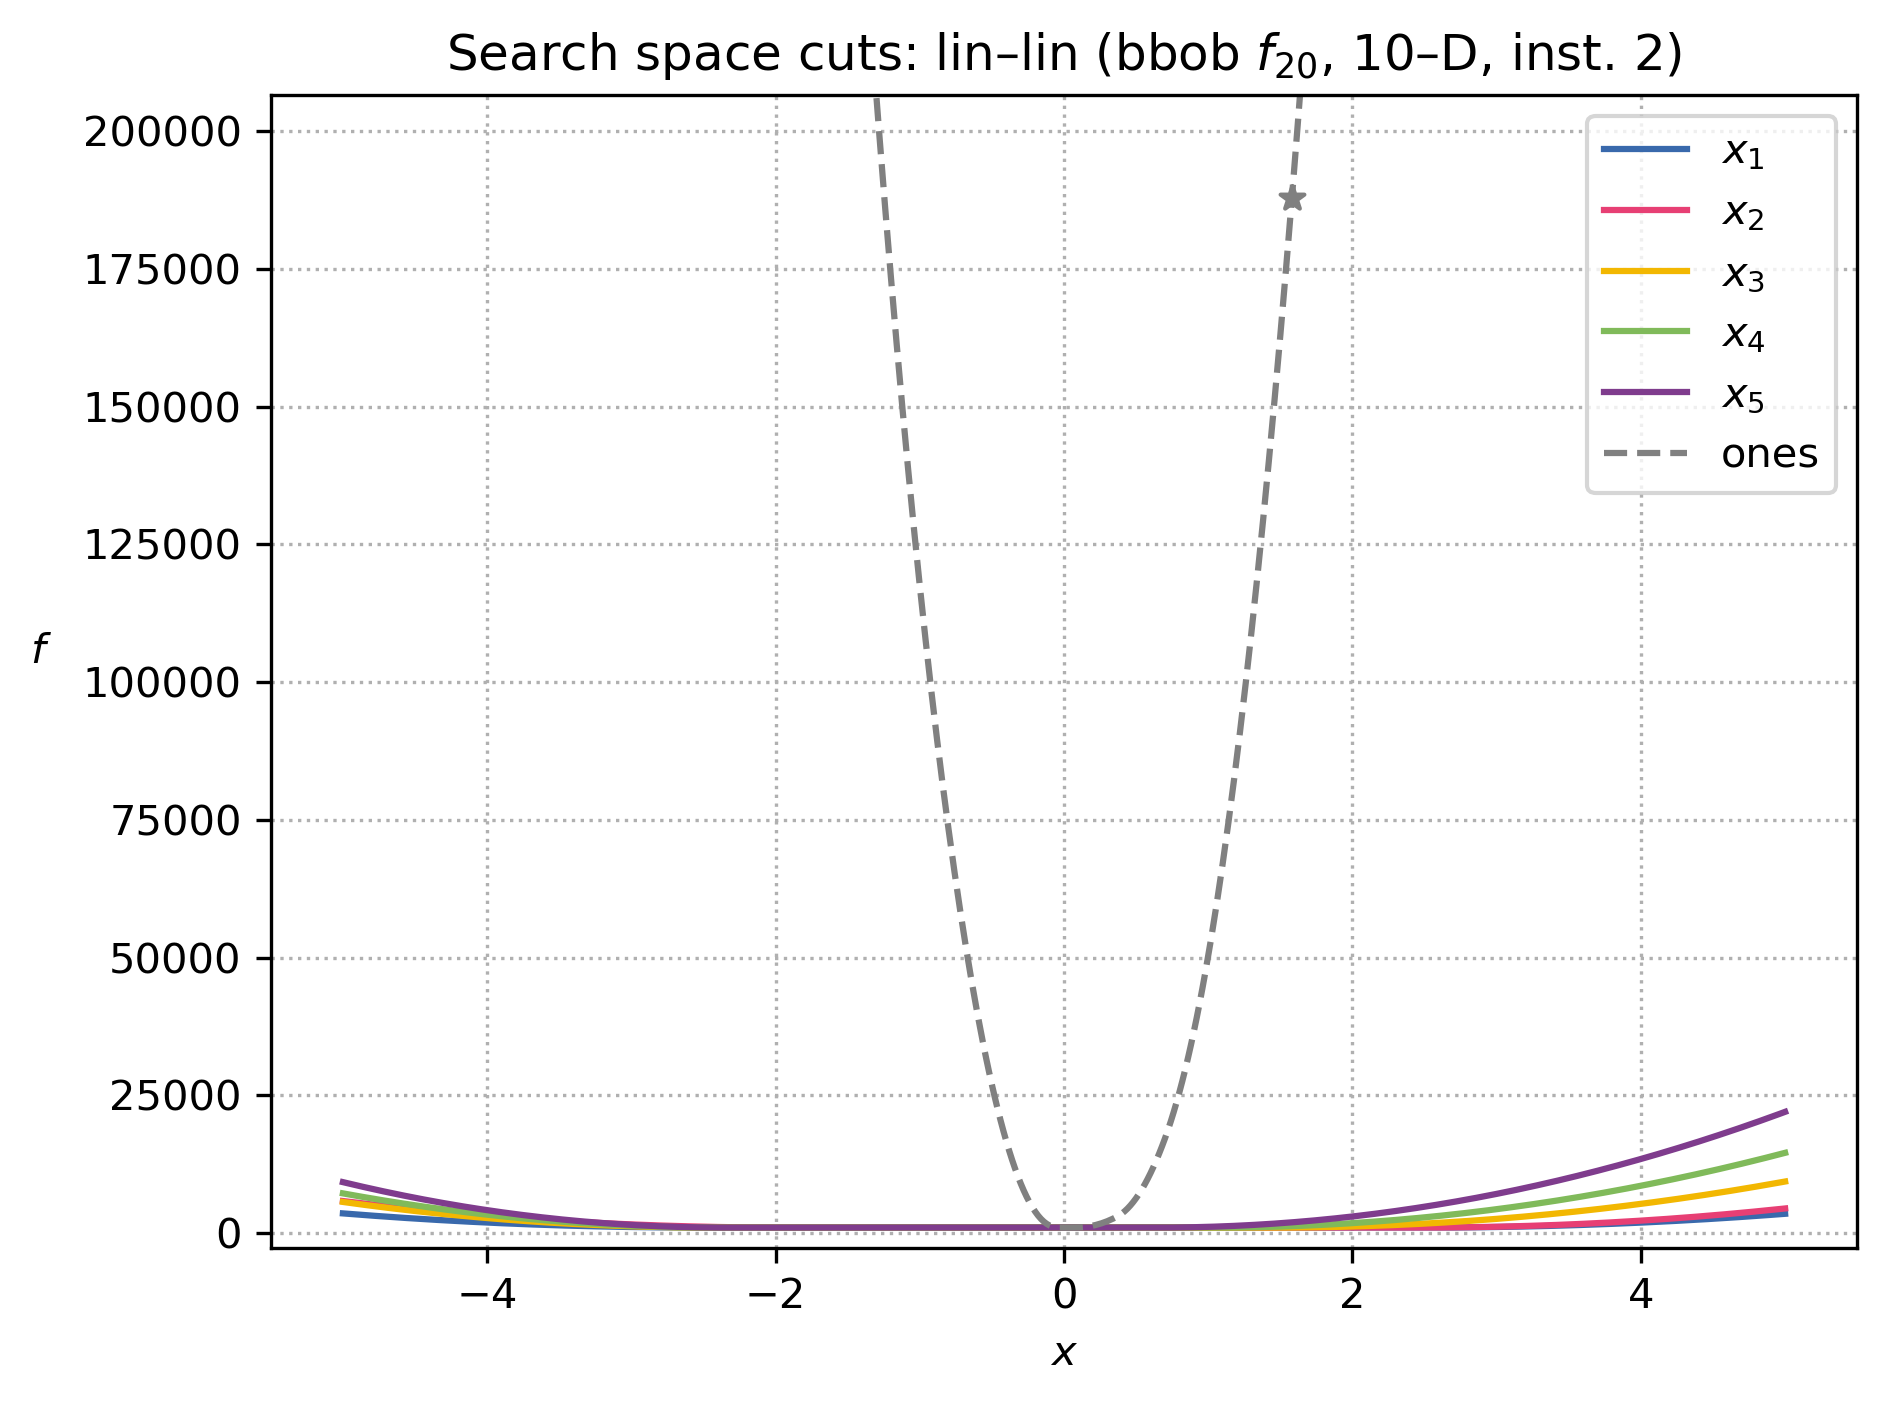 Search space cuts: lin–lin (bbob f₂₀, 10–D, inst. 2)
200000
175000
150000
125000
100000
75000
50000
25000
0
f
−4
−2
0
2
4
x
x₁
x₂
x₃
x₄
x₅
ones